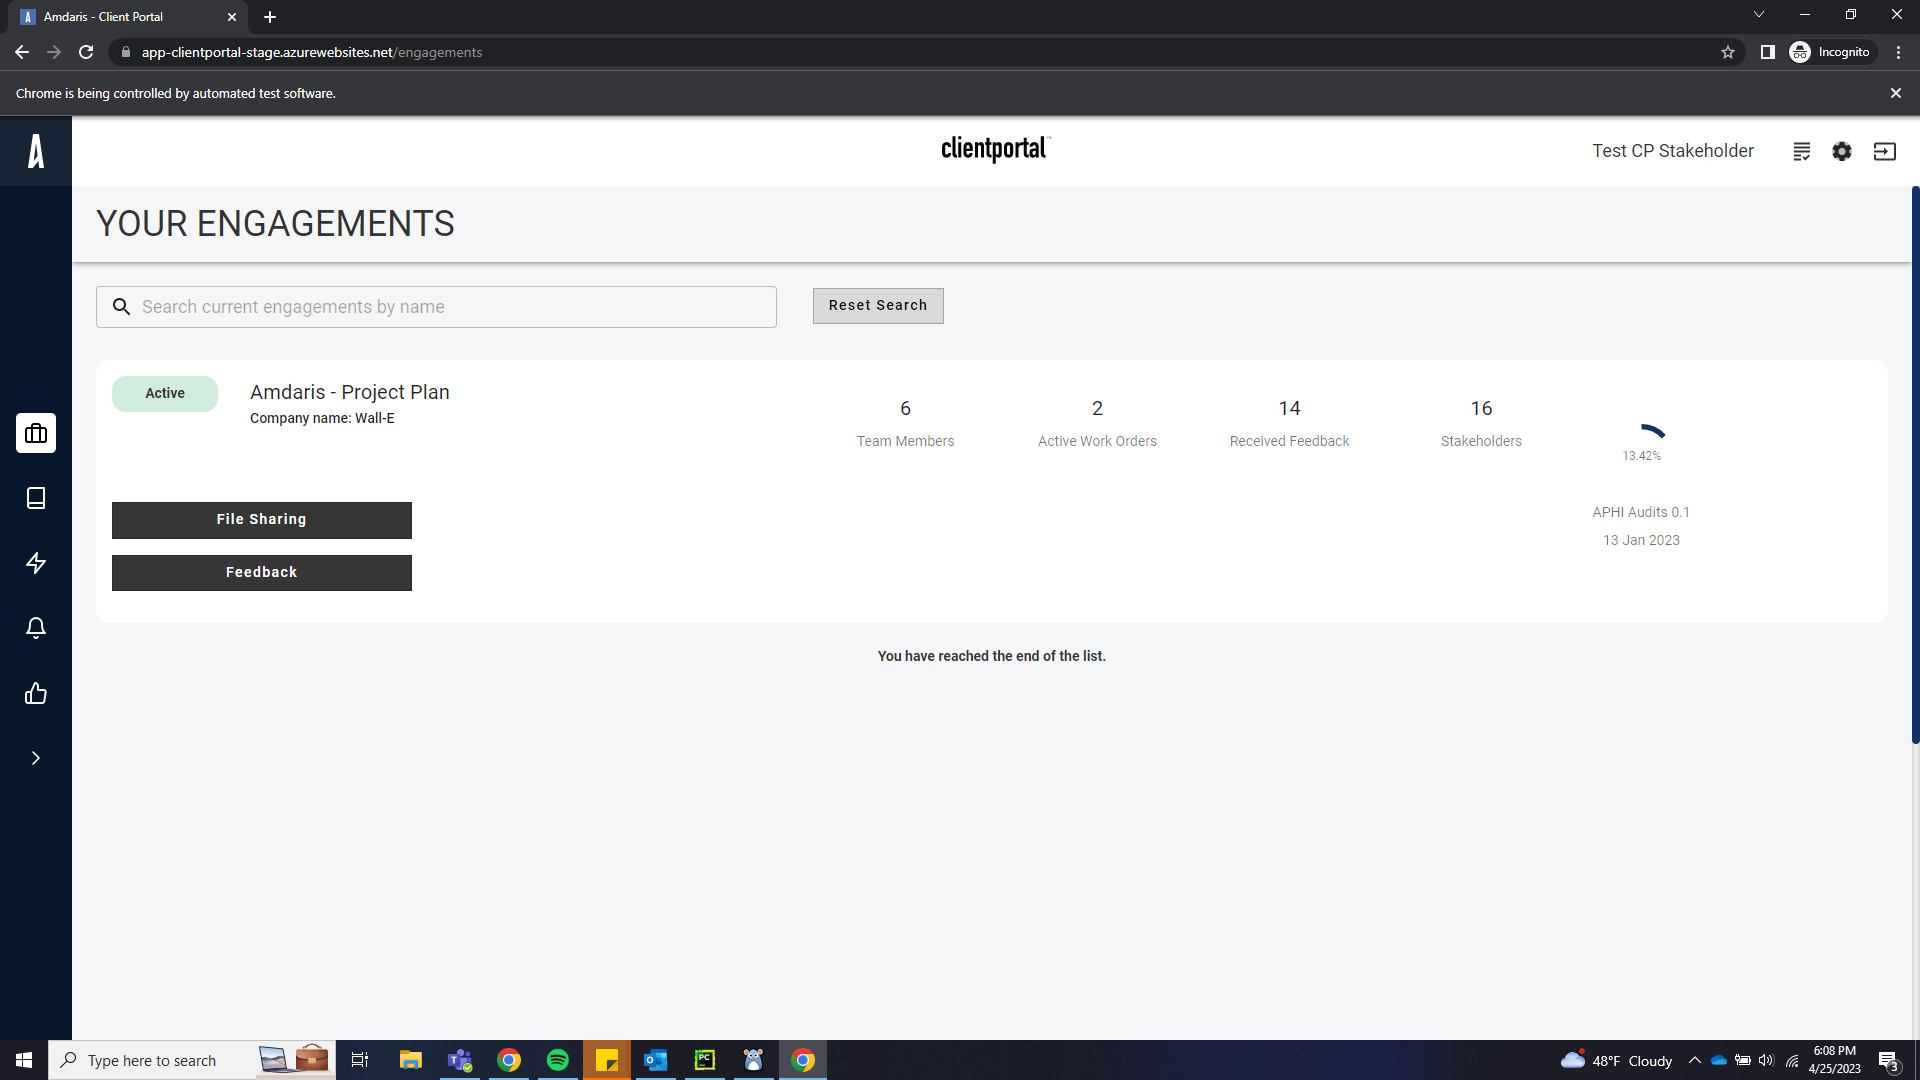 Amdaris - Client Portal
app-clientportal-stage.azurewebsites.net/engagements
Incognito
Chrome is being controlled by automated test software.
clientportal™
Test CP Stakeholder
YOUR ENGAGEMENTS
Search current engagements by name
Reset Search
Active
Amdaris - Project Plan
Company name: Wall-E
6
Team Members
2
Active Work Orders
14
Received Feedback
16
Stakeholders
13.42%
APHI Audits 0.1
13 Jan 2023
File Sharing
Feedback
You have reached the end of the list.
Type here to search
PC
48°F Cloudy
6:08 PM
4/25/2023
3